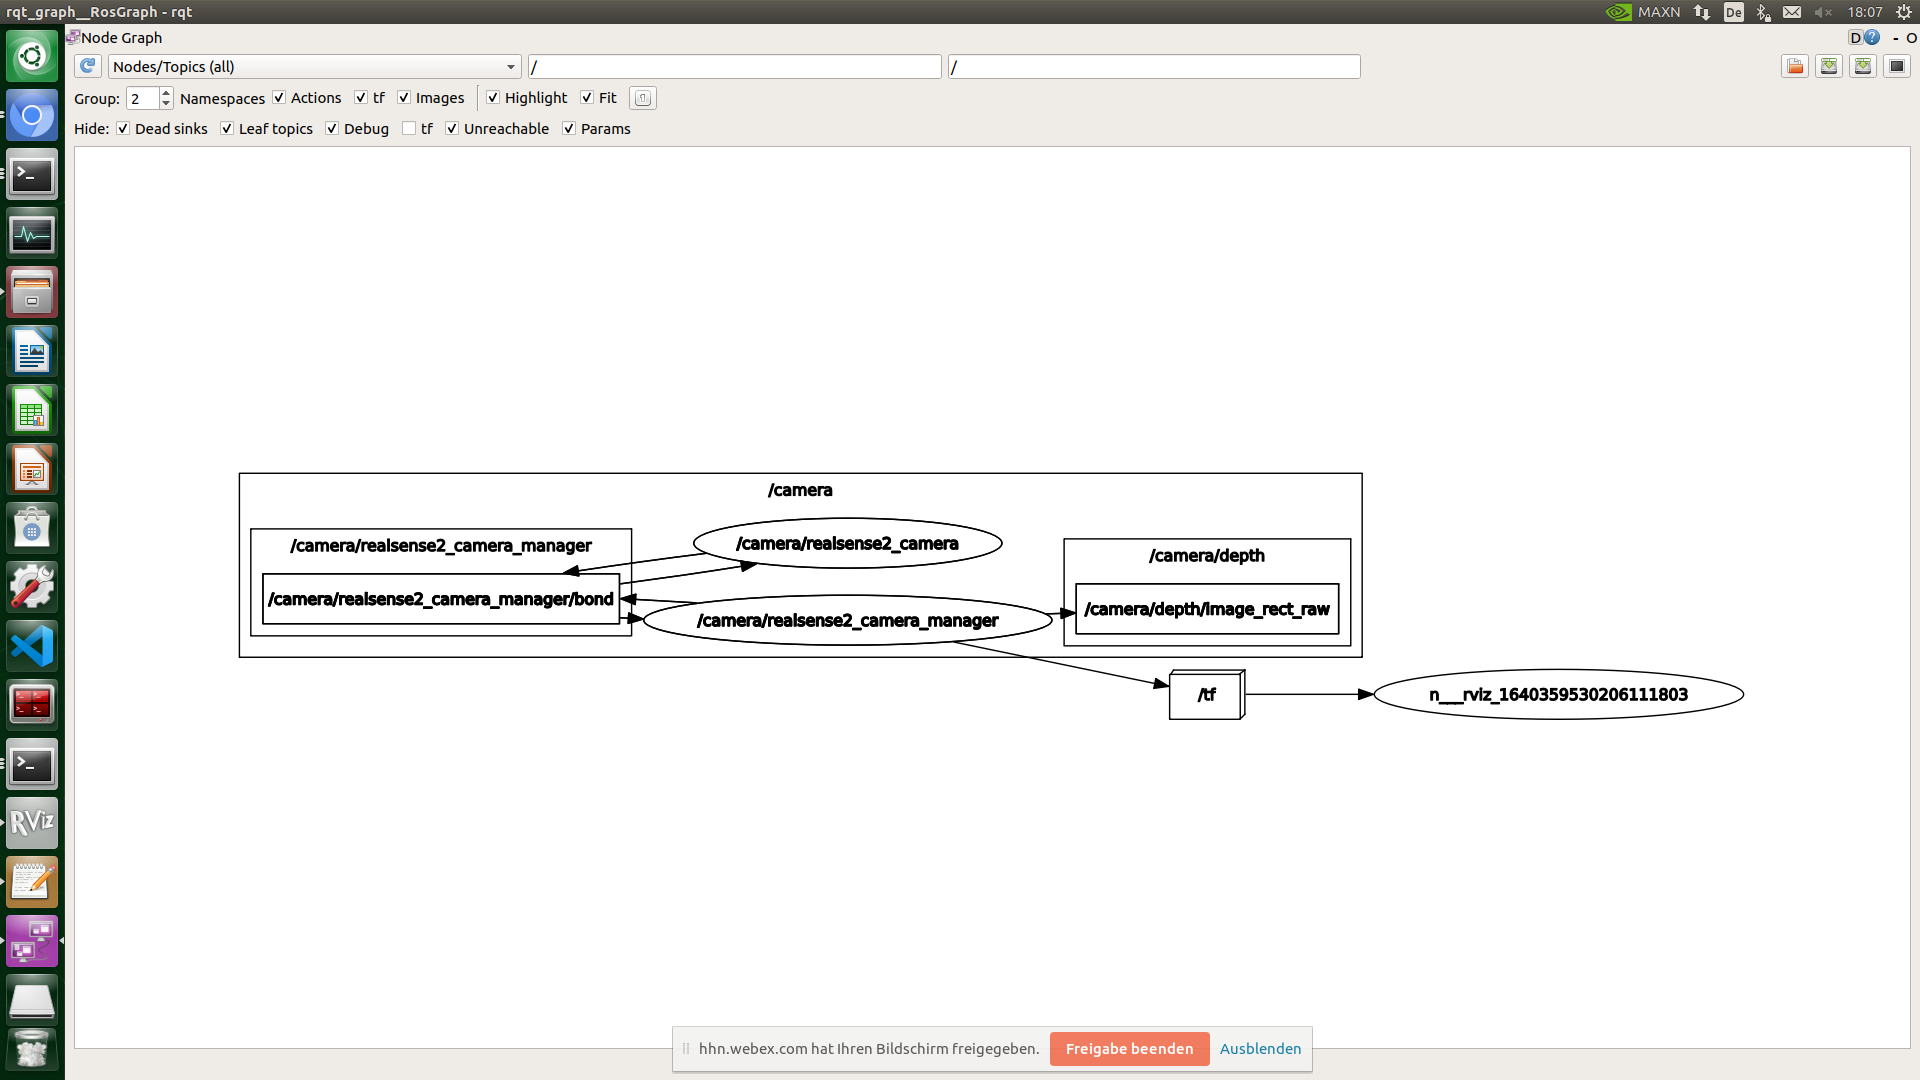 rqt_graph__RosGraph - rqt
MAXN De 18:07
Node Graph
D - O
Nodes/Topics (all) / /
Group: 2 Namespaces Actions tf Images Highlight Fit
Hide: Dead sinks Leaf topics Debug tf Unreachable Params
/camera
/camera/realsense2_camera_manager
/camera/realsense2_camera
/camera/depth
/camera/realsense2_camera_manager/bond
/camera/depth/image_rect_raw
/camera/realsense2_camera_manager
/tf
n___rviz_1640359530206111803
RViz
hhn.webex.com hat Ihren Bildschirm freigegeben. Freigabe beenden Ausblenden